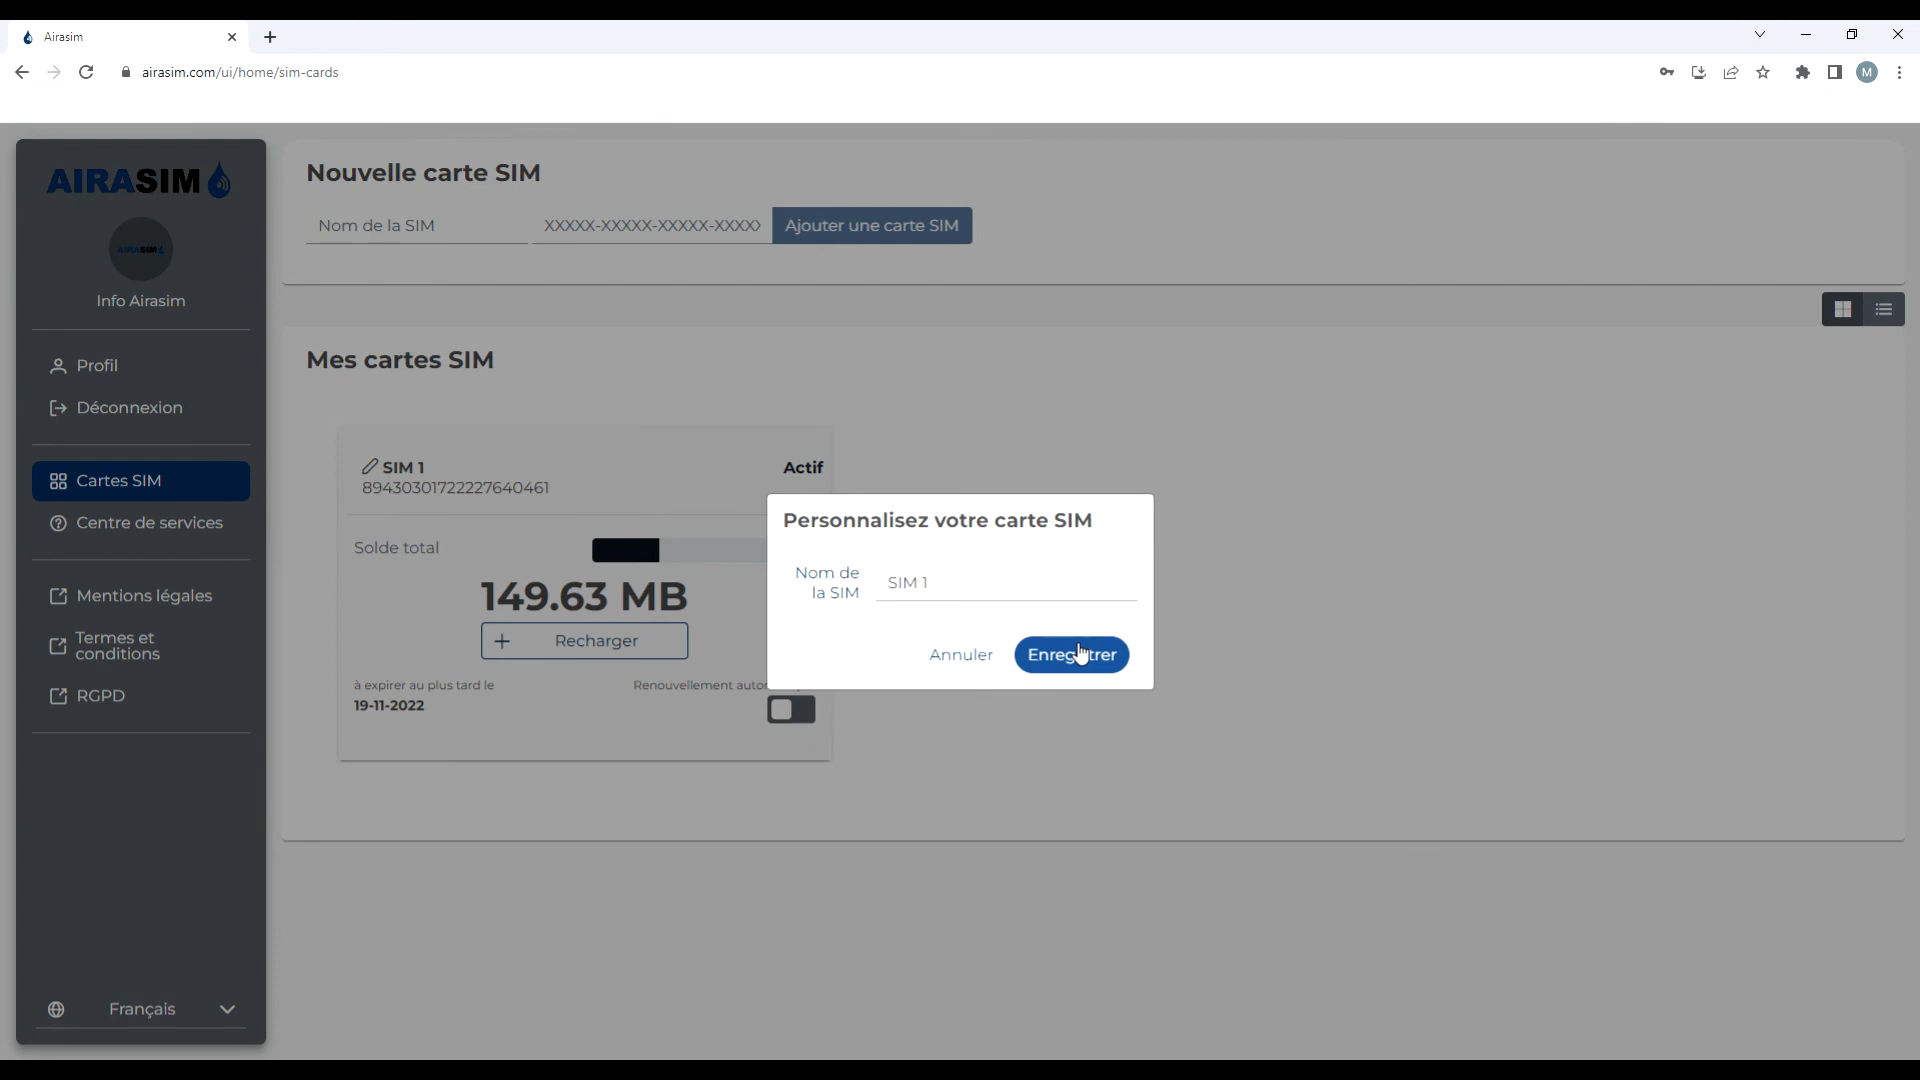 Airasim
airasim.com/ui/home/sim-cards
M
AIRASIM
AIRASIM
Info Airasim
Profil
Déconnexion
Cartes SIM
Centre de services
Mentions légales
Termes et
conditions
RGPD
Français
Nouvelle carte SIM
Nom de la SIM
XXXXX-XXXXX-XXXXX-XXXX
Ajouter une carte SIM
Mes cartes SIM
SIM 1
Actif
89430301722227640461
Solde total
149.63 MB
Recharger
à expirer au plus tard le
19-11-2022
Renouvellement
Personnalisez votre carte SIM
Nom de
la SIM
SIM 1
Annuler
Enregistrer